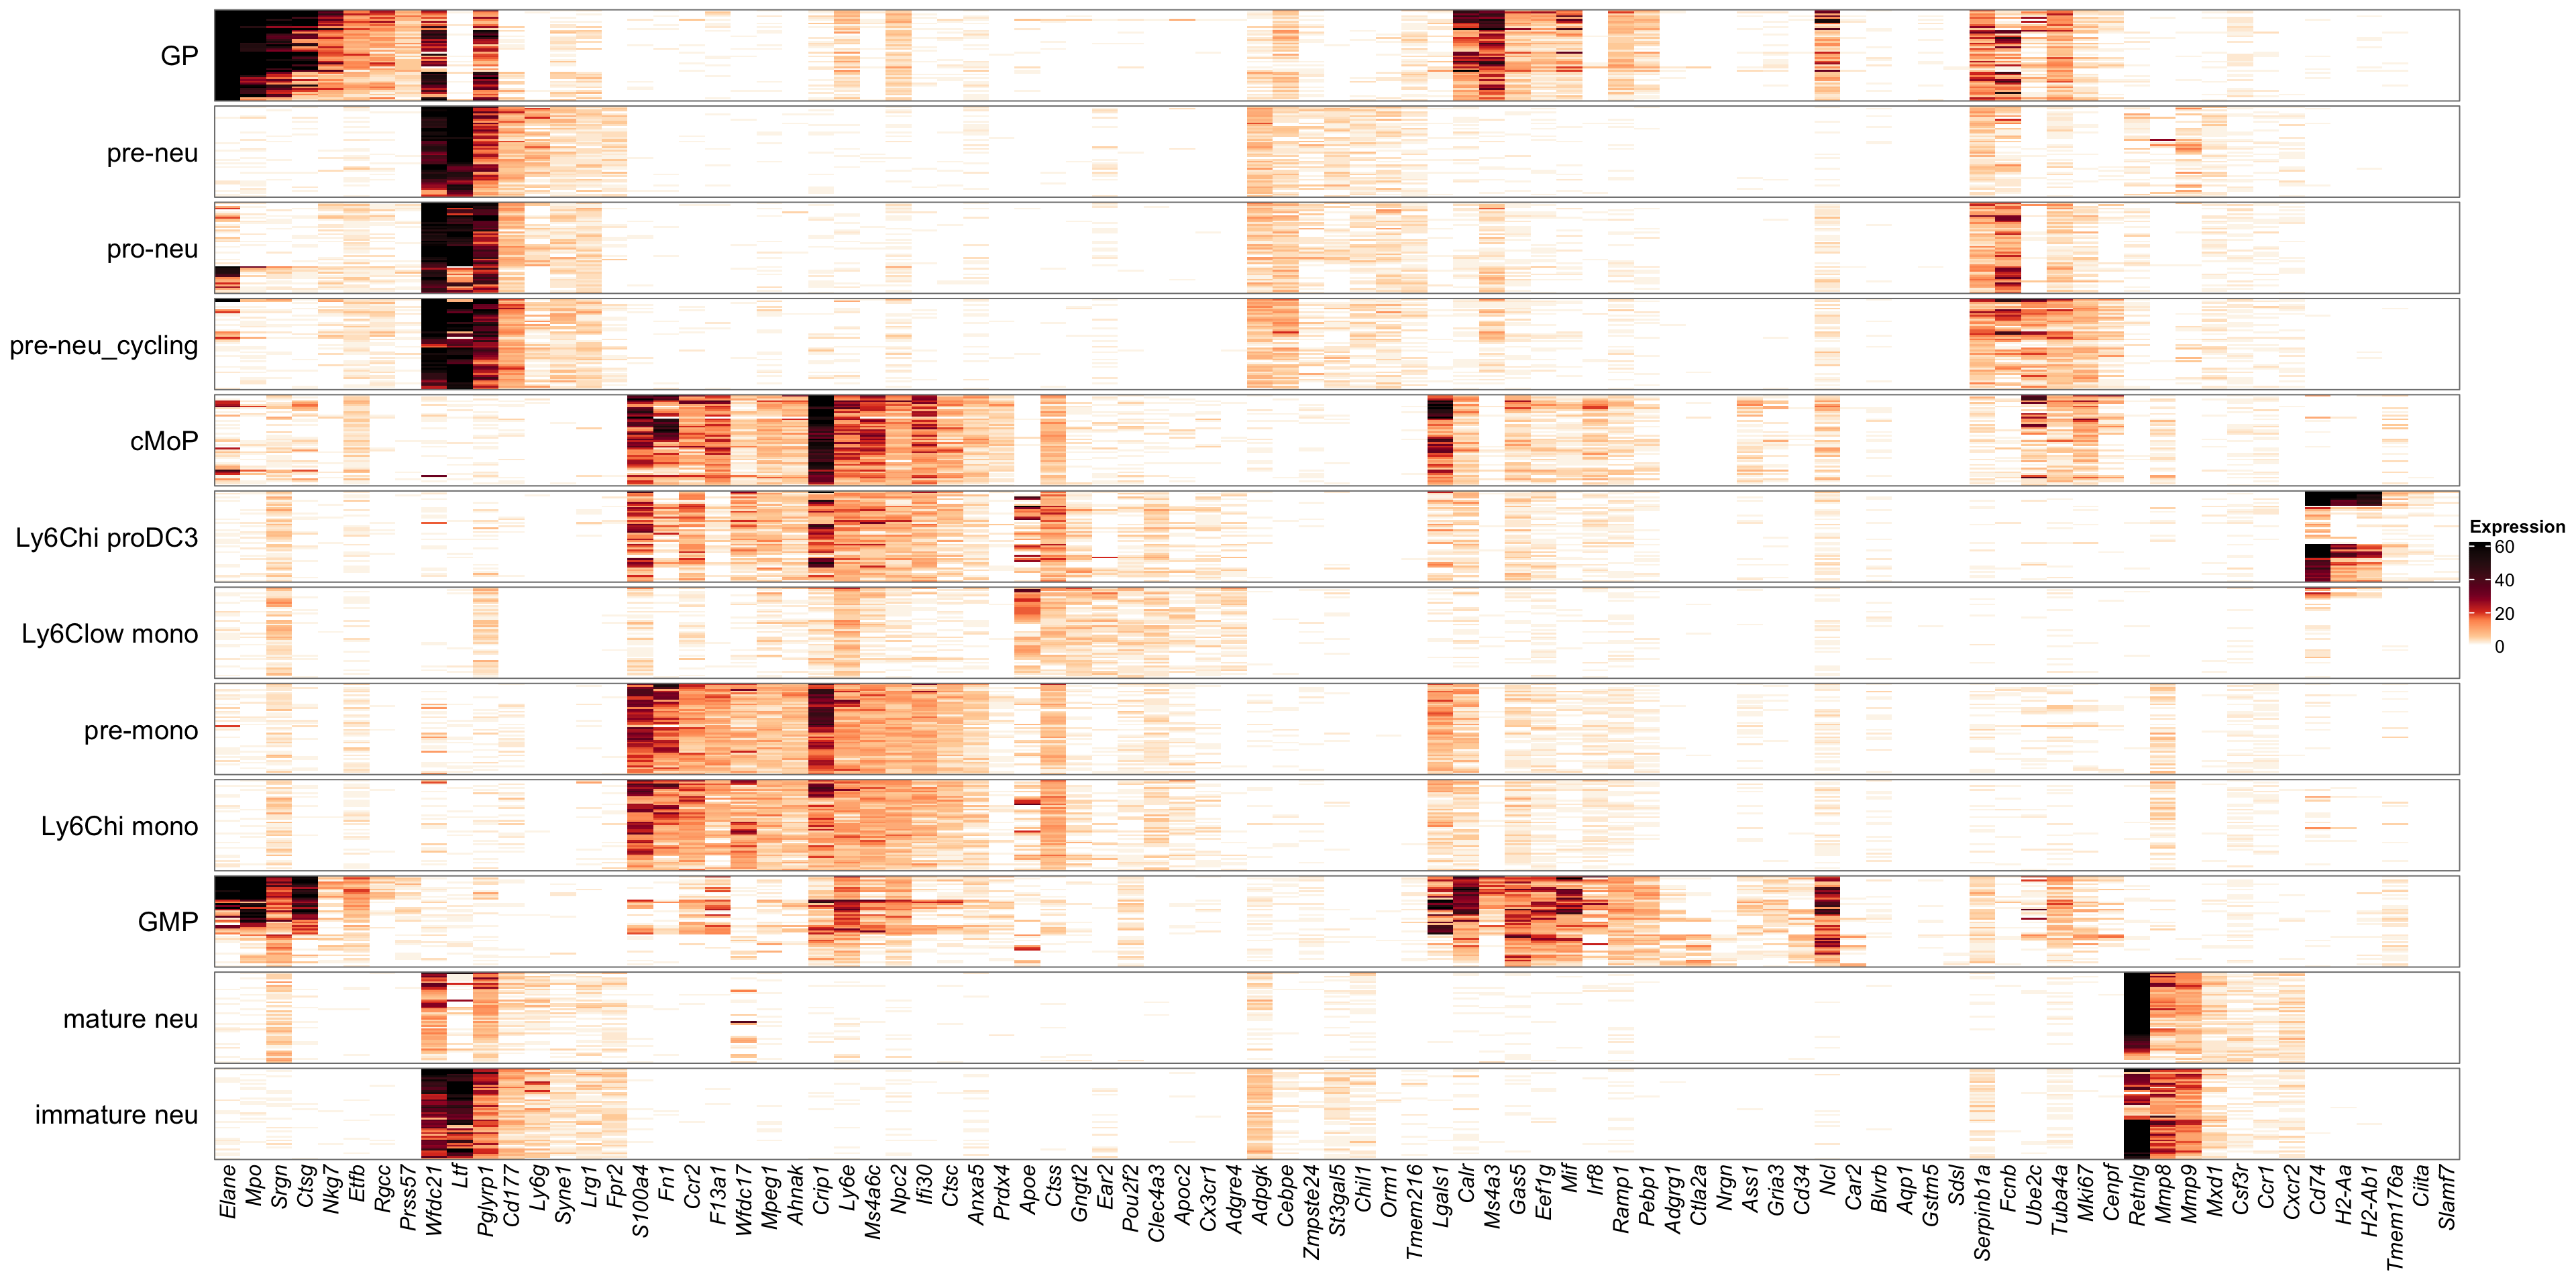 GP
pre-neu
pro-neu
pre-neu_cycling
cMoP
Ly6Chi proDC3
Ly6Clow mono
pre-mono
Ly6Chi mono
GMP
mature neu
immature neu
Expression
60
40
20
0
Elane
Mpo
Srgn
Ctsg
Nkg7
Etfb
Rgcc
Prss57
Wfdc21
Ltf
Pglyrp1
Cd177
Ly6g
Syne1
Lrg1
Fpr2
S100a4
Fn1
Ccr2
F13a1
Wfdc17
Mpeg1
Ahnak
Crip1
Ly6e
Ms4a6c
Npc2
Ifi30
Ctsc
Anxa5
Prdx4
Apoe
Ctss
Gngt2
Ear2
Pou2f2
Clec4a3
Apoc2
Cx3cr1
Adgre4
Adpgk
Cebpe
Zmpste24
St3gal5
Chil1
Orm1
Tmem216
Lgals1
Calr
Ms4a3
Gas5
Eef1g
Mif
Irf8
Ramp1
Pebp1
Adgrg1
Ctla2a
Nrgn
Ass1
Gria3
Cd34
Ncl
Car2
Blvrb
Aqp1
Gstm5
Sdsl
Serpinb1a
Fcnb
Ube2c
Tuba4a
Mki67
Cenpf
Retnlg
Mmp8
Mmp9
Mxd1
Csf3r
Ccr1
Cxcr2
Cd74
H2-Aa
H2-Ab1
Tmem176a
Ciita
Slamf7